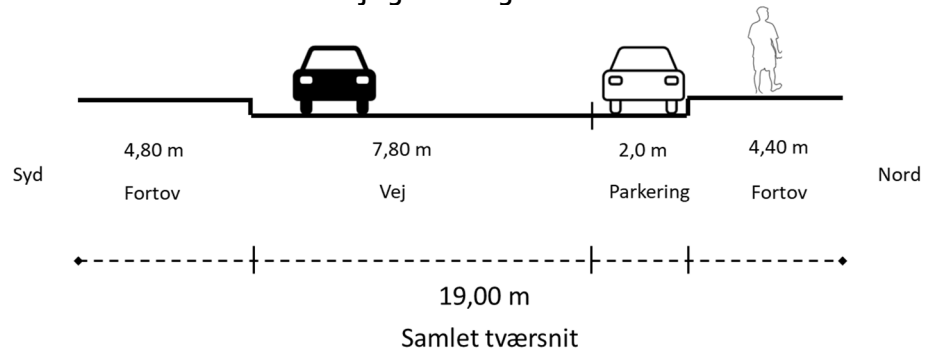 4,80 m
7,80 m
2,0 m
4,40 m
Syd
Nord
Fortov
Vej
Parkering
Fortov
19,00 m
Samlet tværsnit